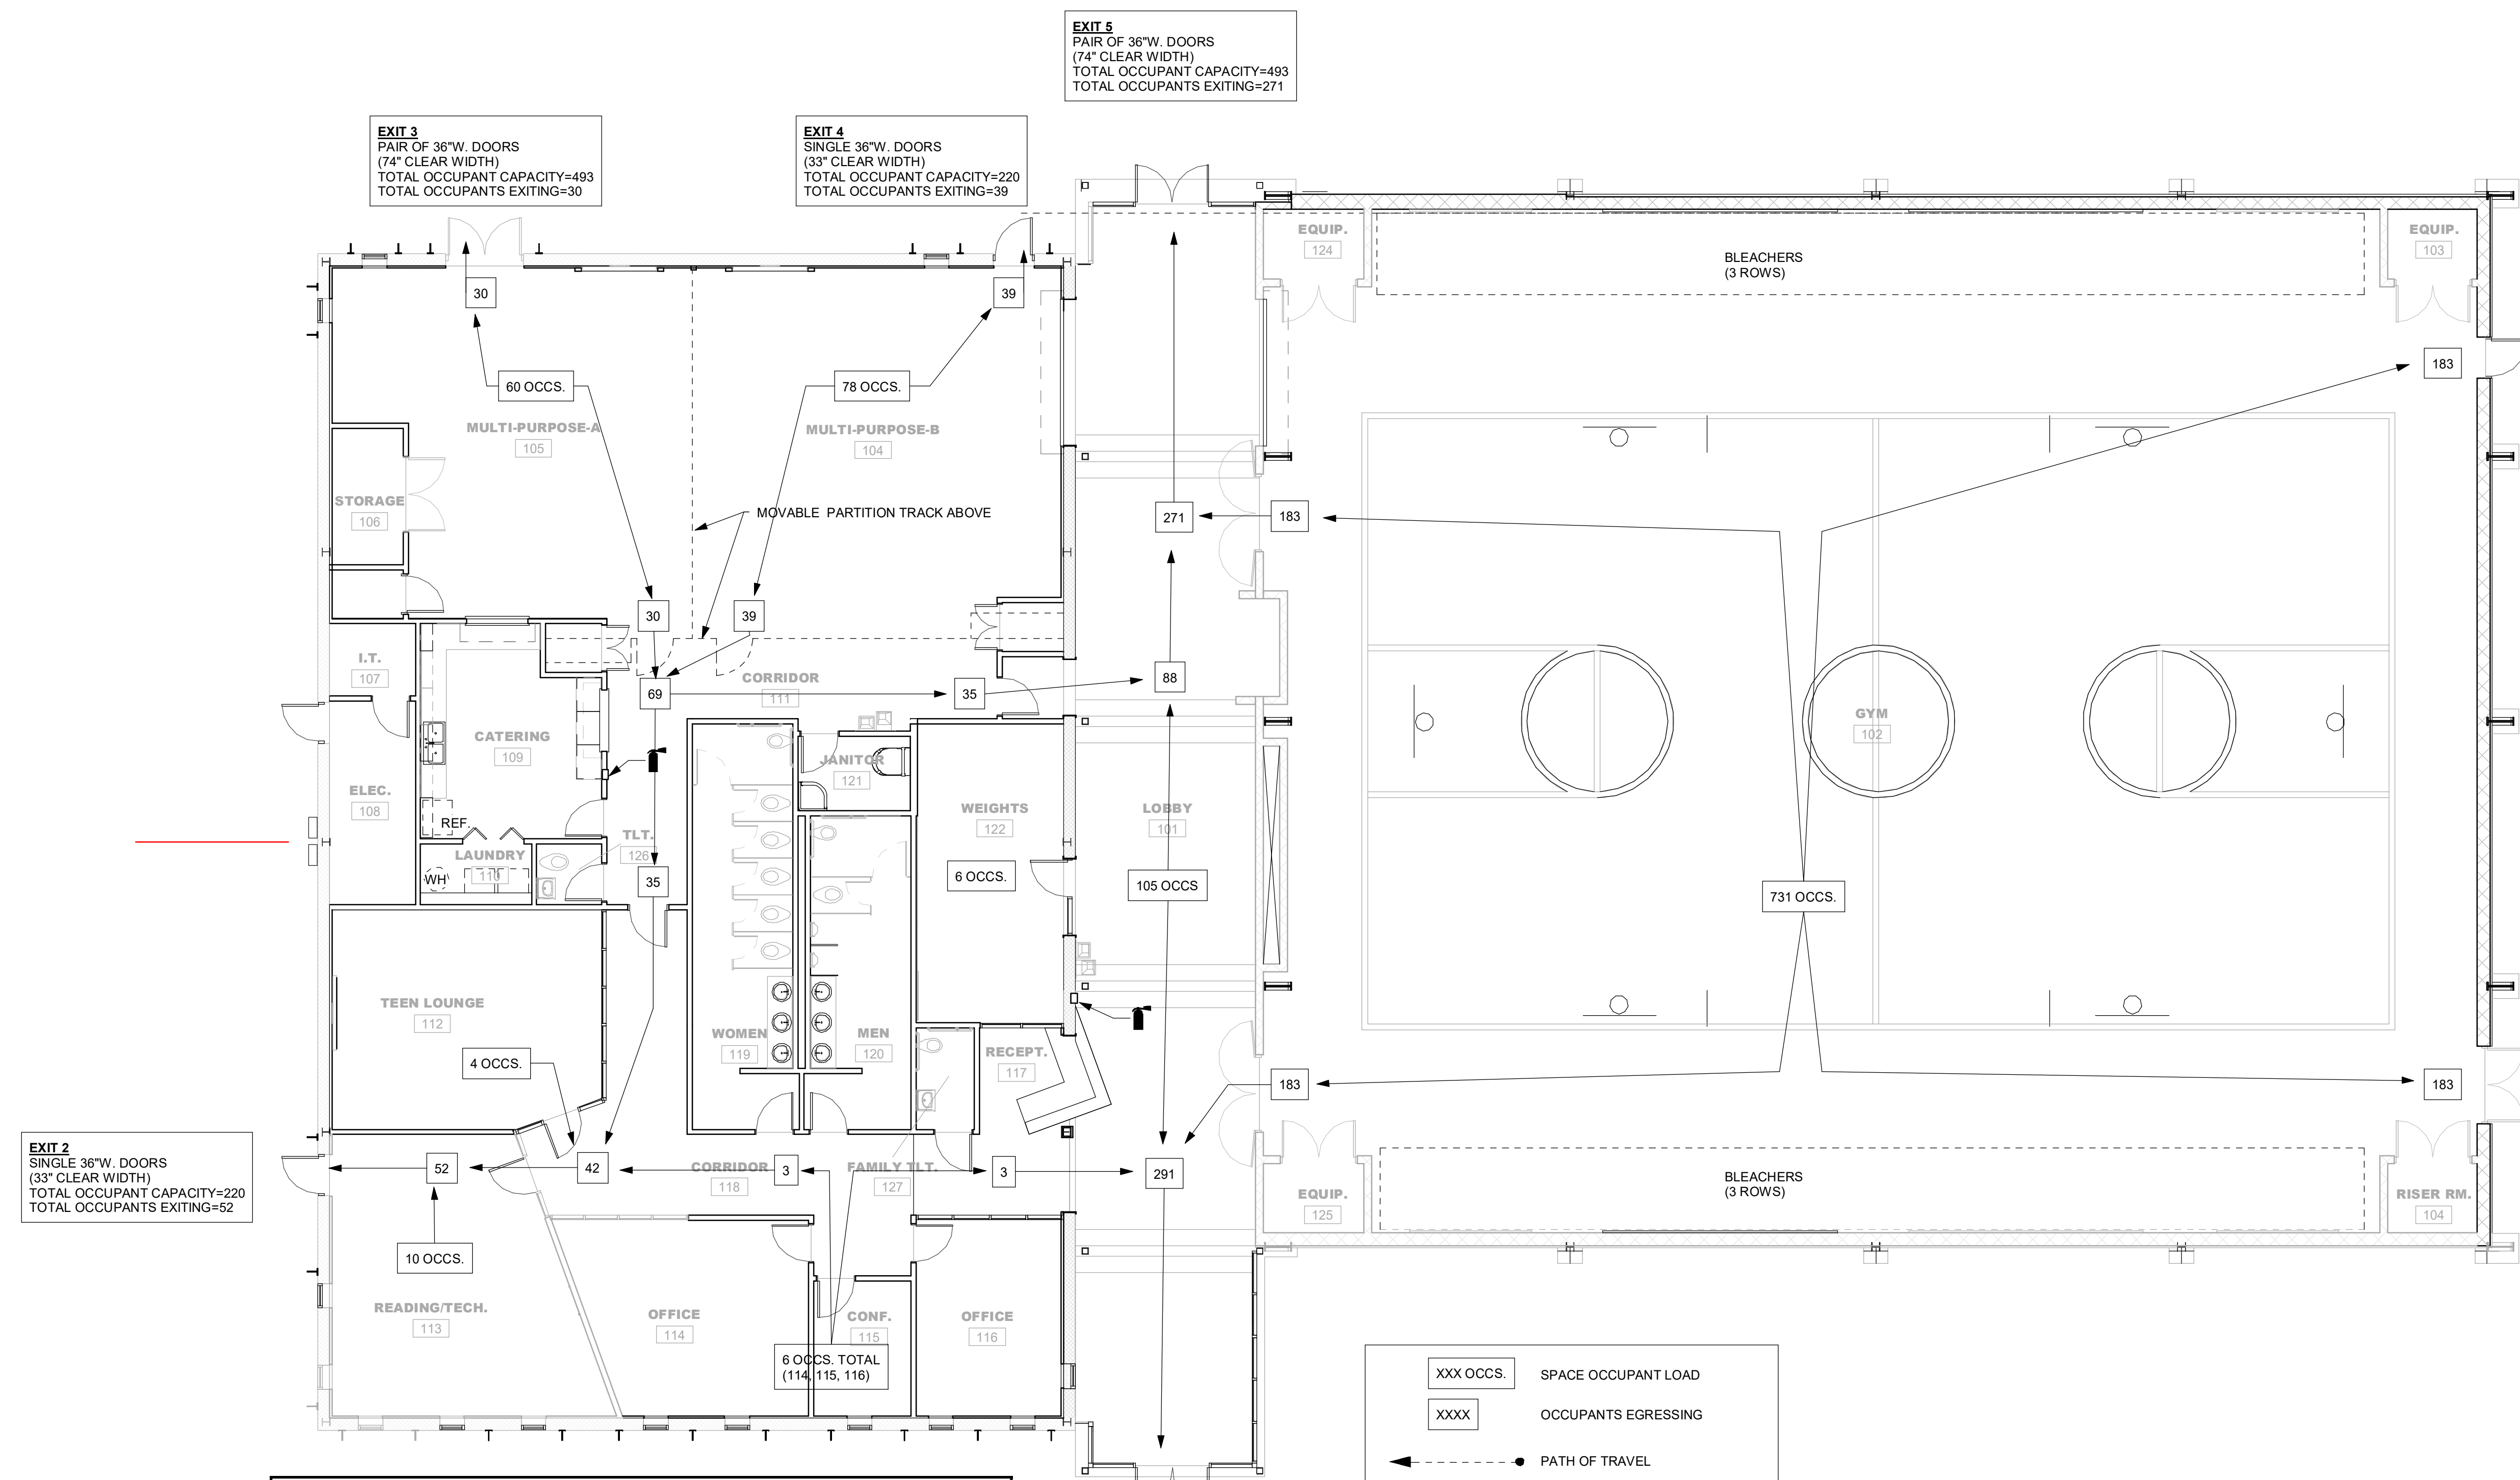 EXIT 5
PAIR OF 36"W. DOORS
(74" CLEAR WIDTH)
TOTAL OCCUPANT CAPACITY=493
TOTAL OCCUPANTS EXITING=271
EXIT 3
PAIR OF 36"W. DOORS
(74" CLEAR WIDTH)
TOTAL OCCUPANT CAPACITY=493
TOTAL OCCUPANTS EXITING=30
EXIT 4
SINGLE 36"W. DOORS
(33" CLEAR WIDTH)
TOTAL OCCUPANT CAPACITY=220
TOTAL OCCUPANTS EXITING=39
EQUIP.
124
BLEACHERS
(3 ROWS)
EQUIP.
103
30
39
183
60 OCCS.
78 OCCS.
MULTI-PURPOSE-A
105
MULTI-PURPOSE-B
104
STORAGE
106
MOVABLE PARTITION TRACK ABOVE
271
183
30
39
I.T.
107
69
CORRIDOR
111
35
88
CATERING
109
JANITOR
121
GYM
102
ELEC.
108
REF.
TLT.
126
WEIGHTS
122
LOBBY
101
LAUNDRY
110
WH
35
6 OCCS.
105 OCCS
731 OCCS.
TEEN LOUNGE
112
WOMEN
119
MEN
120
RECEPT.
117
4 OCCS.
183
183
EXIT 2
SINGLE 36"W. DOORS
(33" CLEAR WIDTH)
TOTAL OCCUPANT CAPACITY=220
TOTAL OCCUPANTS EXITING=52
52
42
CORRIDOR
118
3
FAMILY TLT.
127
3
291
EQUIP.
125
BLEACHERS
(3 ROWS)
RISER RM.
104
10 OCCS.
READING/TECH.
113
OFFICE
114
CONF.
115
OFFICE
116
6 OCCS. TOTAL
(114, 115, 116)
XXX OCCS. SPACE OCCUPANT LOAD
XXXX OCCUPANTS EGRESSING
PATH OF TRAVEL